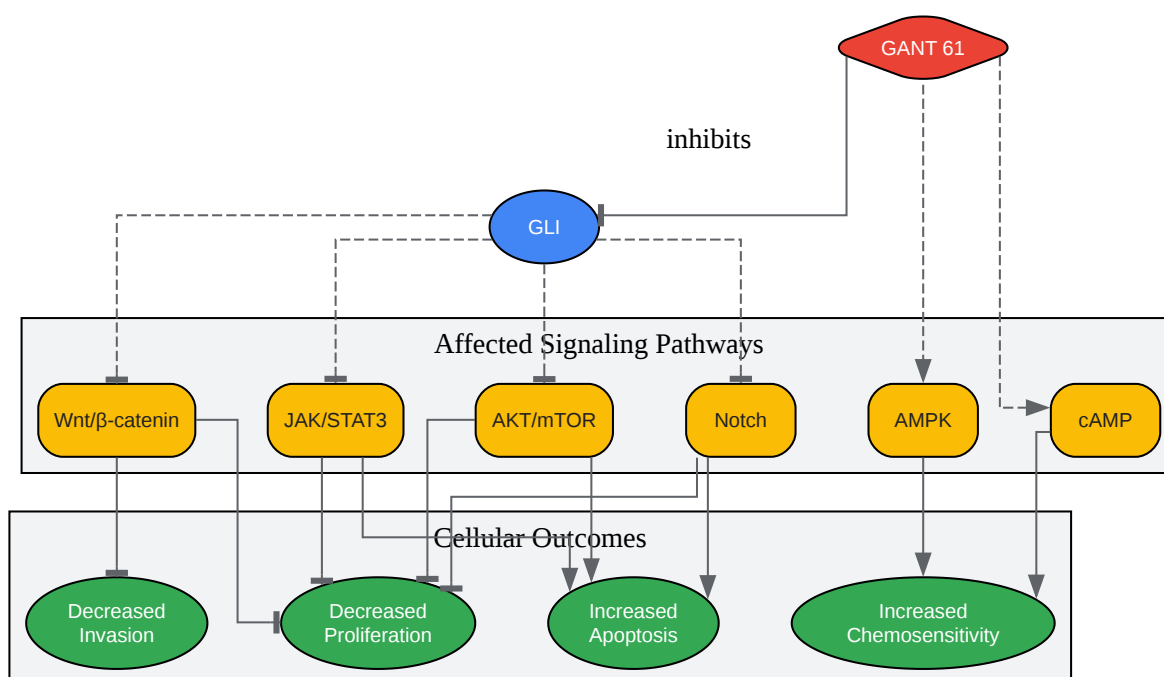 GANT 61
inhibits
GLI
Affected Signaling Pathways
Wnt/β-catenin
JAK/STAT3
AKT/mTOR
Notch
AMPK
cAMP
Cellular Outcomes
Decreased
Invasion
Decreased
Proliferation
Increased
Apoptosis
Increased
Chemosensitivity